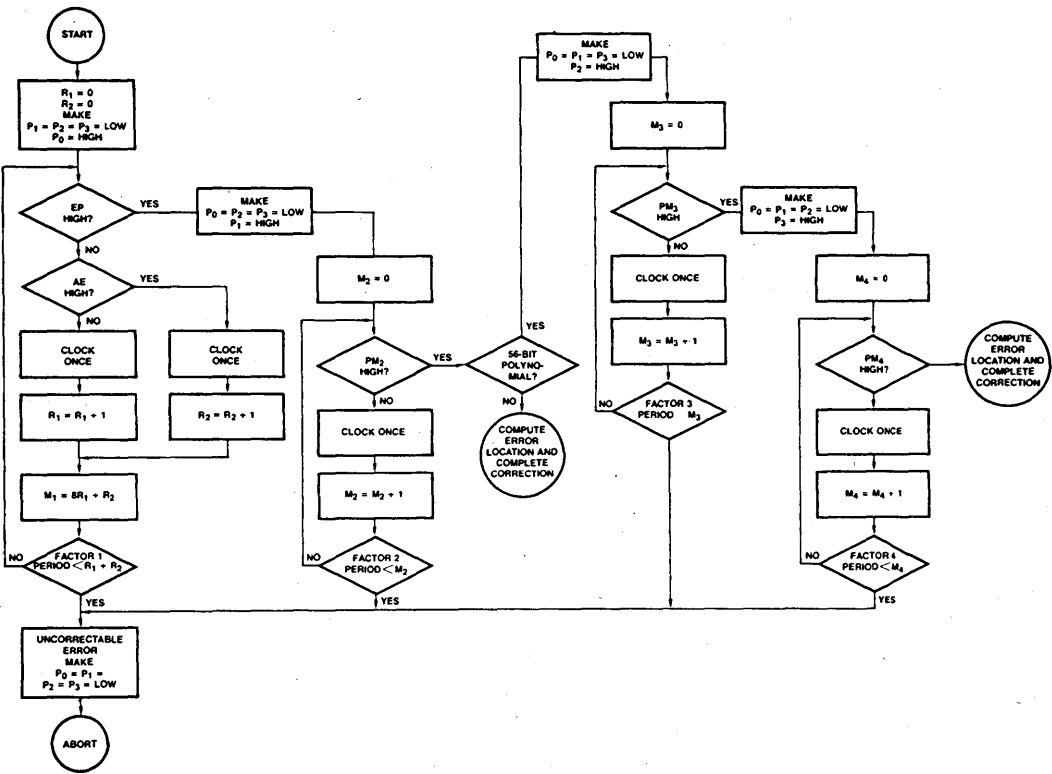 START
R₁ = 0
R₂ = 0
MAKE
P₁ = P₂ = P₃ = LOW
P₀ = HIGH
EP
HIGH?
YES
NO
AE
HIGH?
YES
NO
CLOCK
ONCE
CLOCK
ONCE
R₁ = R₁ + 1
R₂ = R₂ + 1
M₁ = 8R₁ + R₂
FACTOR 1
PERIOD < R₁ + R₂
NO
YES
UNCORRECTABLE
ERROR
MAKE
P₀ = P₁ =
P₂ = P₃ = LOW
ABORT
MAKE
P₀ = P₂ = P₃ = LOW
P₁ = HIGH
M₂ = 0
PM₂
HIGH?
YES
NO
CLOCK ONCE
M₂ = M₂ + 1
FACTOR 2
PERIOD < M₂
NO
YES
56-BIT
POLYNO-
MIAL?
YES
NO
COMPUTE
ERROR
LOCATION AND
COMPLETE
CORRECTION
MAKE
P₀ = P₁ = P₃ = LOW
P₂ = HIGH
M₃ = 0
PM₃
HIGH
YES
NO
CLOCK ONCE
M₃ = M₃ + 1
FACTOR 3
PERIOD M₃
NO
MAKE
P₀ = P₁ = P₂ = LOW
P₃ = HIGH
M₄ = 0
PM₄
HIGH?
CLOCK ONCE
M₄ = M₄ + 1
FACTOR 4
PERIOD < M₄
NO
YES
COMPUTE
ERROR
LOCATION AND
COMPLETE
CORRECTION